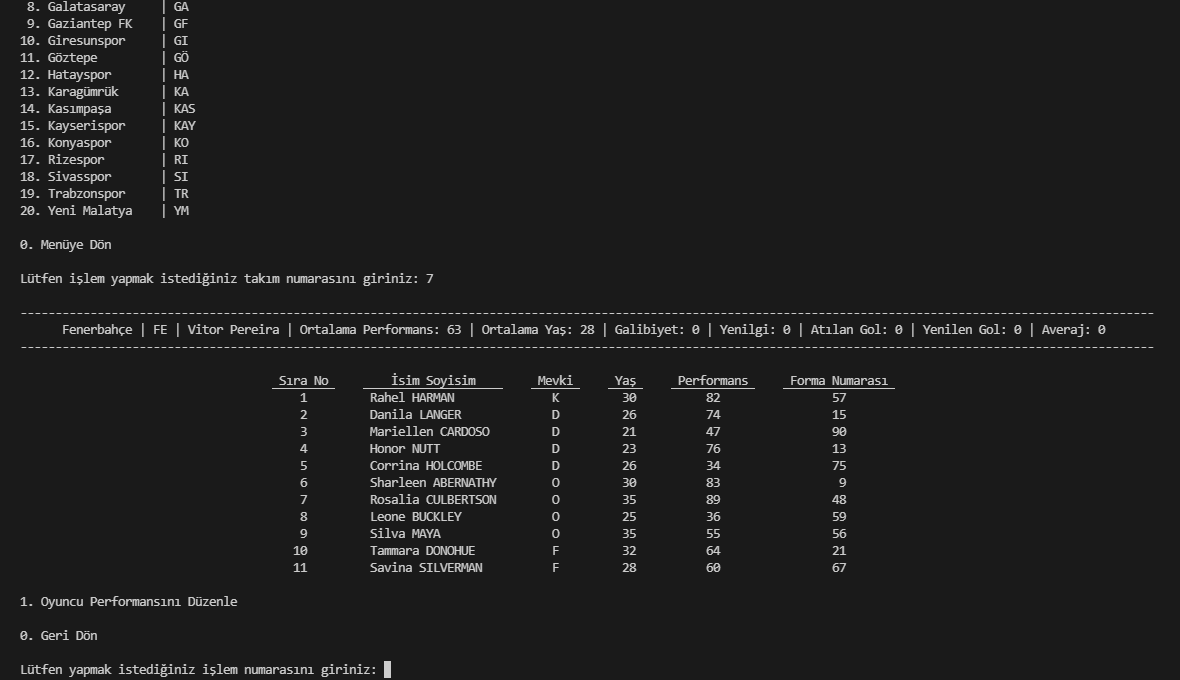 8. Galatasaray | GA
9. Gaziantep FK | GF
10. Giresunspor | GI
11. Göztepe | GÖ
12. Hatayspor | HA
13. Karagümrük | KA
14. Kasımpaşa | KAS
15. Kayserispor | KAY
16. Konyaspor | KO
17. Rizespor | RI
18. Sivasspor | SI
19. Trabzonspor | TR
20. Yeni Malatya | YM
0. Menüye Dön
Lütfen işlem yapmak istediğiniz takım numarasını giriniz: 7
Fenerbahçe | FE | Vitor Pereira | Ortalama Performans: 63 | Ortalama Yaş: 28 | Galibiyet: 0 | Yenilgi: 0 | Atılan Gol: 0 | Yenilen Gol: 0 | Averaj: 0
Sıra No İsim Soyisim Mevki Yaş Performans Forma Numarası
1 Rahel HARMAN K 30 82 57
2 Danila LANGER D 26 74 15
3 Mariellen CARDOSO D 21 47 90
4 Honor NUTT D 23 76 13
5 Corrina HOLCOMBE D 26 34 75
6 Sharleen ABERNATHY O 30 83 9
7 Rosalia CULBERTSON O 35 89 48
8 Leone BUCKLEY O 25 36 59
9 Silva MAYA O 35 55 56
10 Tammara DONOHUE F 32 64 21
11 Savina SILVERMAN F 28 60 67
1. Oyuncu Performansını Düzenle
0. Geri Dön
Lütfen yapmak istediğiniz işlem numarasını giriniz: